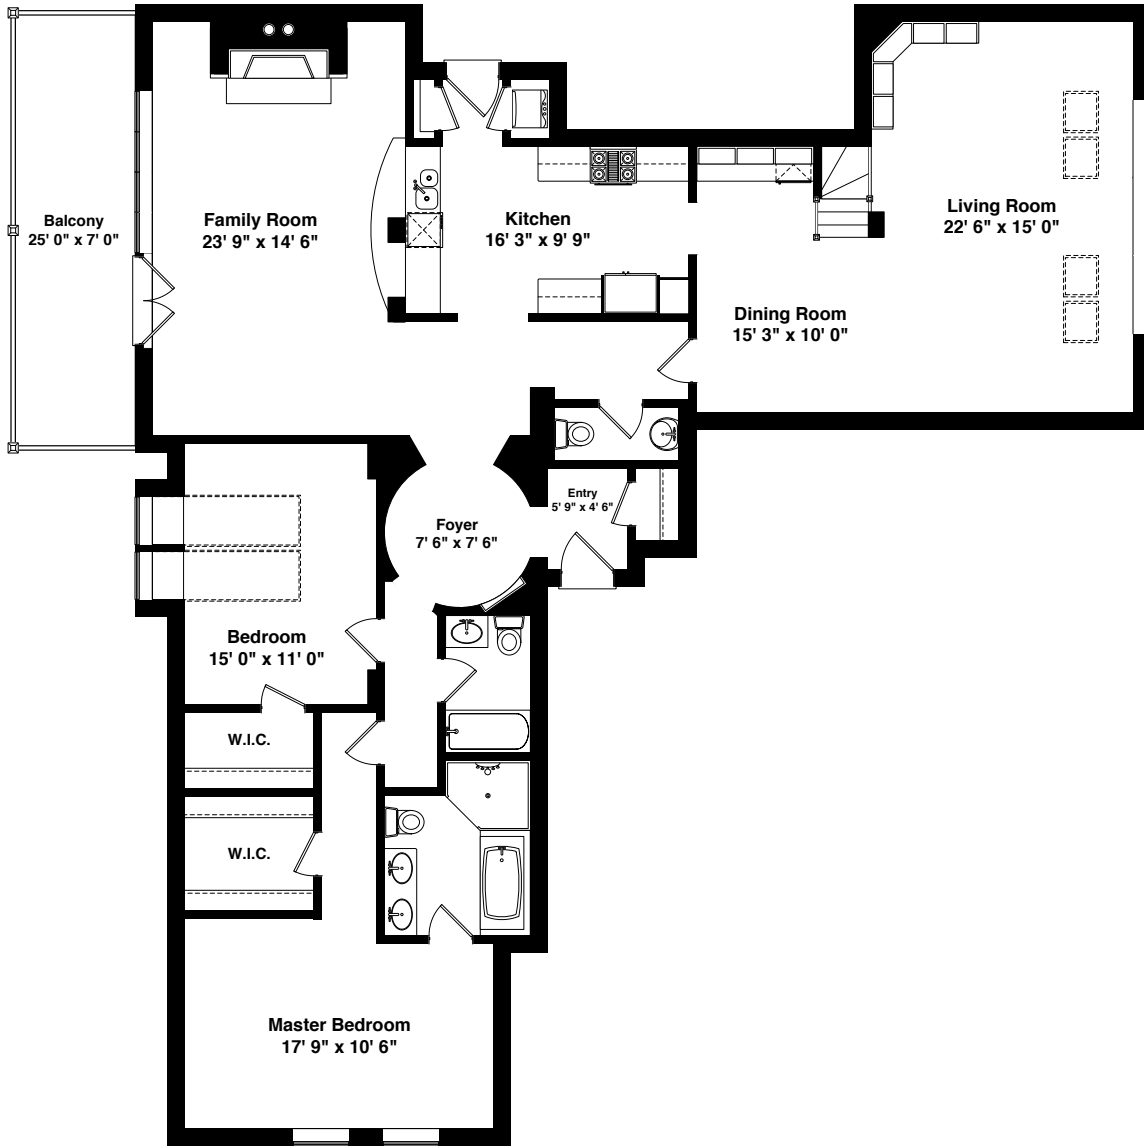 Balcony
25' 0" x 7' 0"
Family Room
23' 9" x 14' 6"
Kitchen
16' 3" x 9' 9"
Living Room
22' 6" x 15' 0"
Dining Room
15' 3" x 10' 0"
Entry
5' 9" x 4' 6"
Foyer
7' 6" x 7' 6"
Bedroom
15' 0" x 11' 0"
W.I.C.
W.I.C.
Master Bedroom
17' 9" x 10' 6"